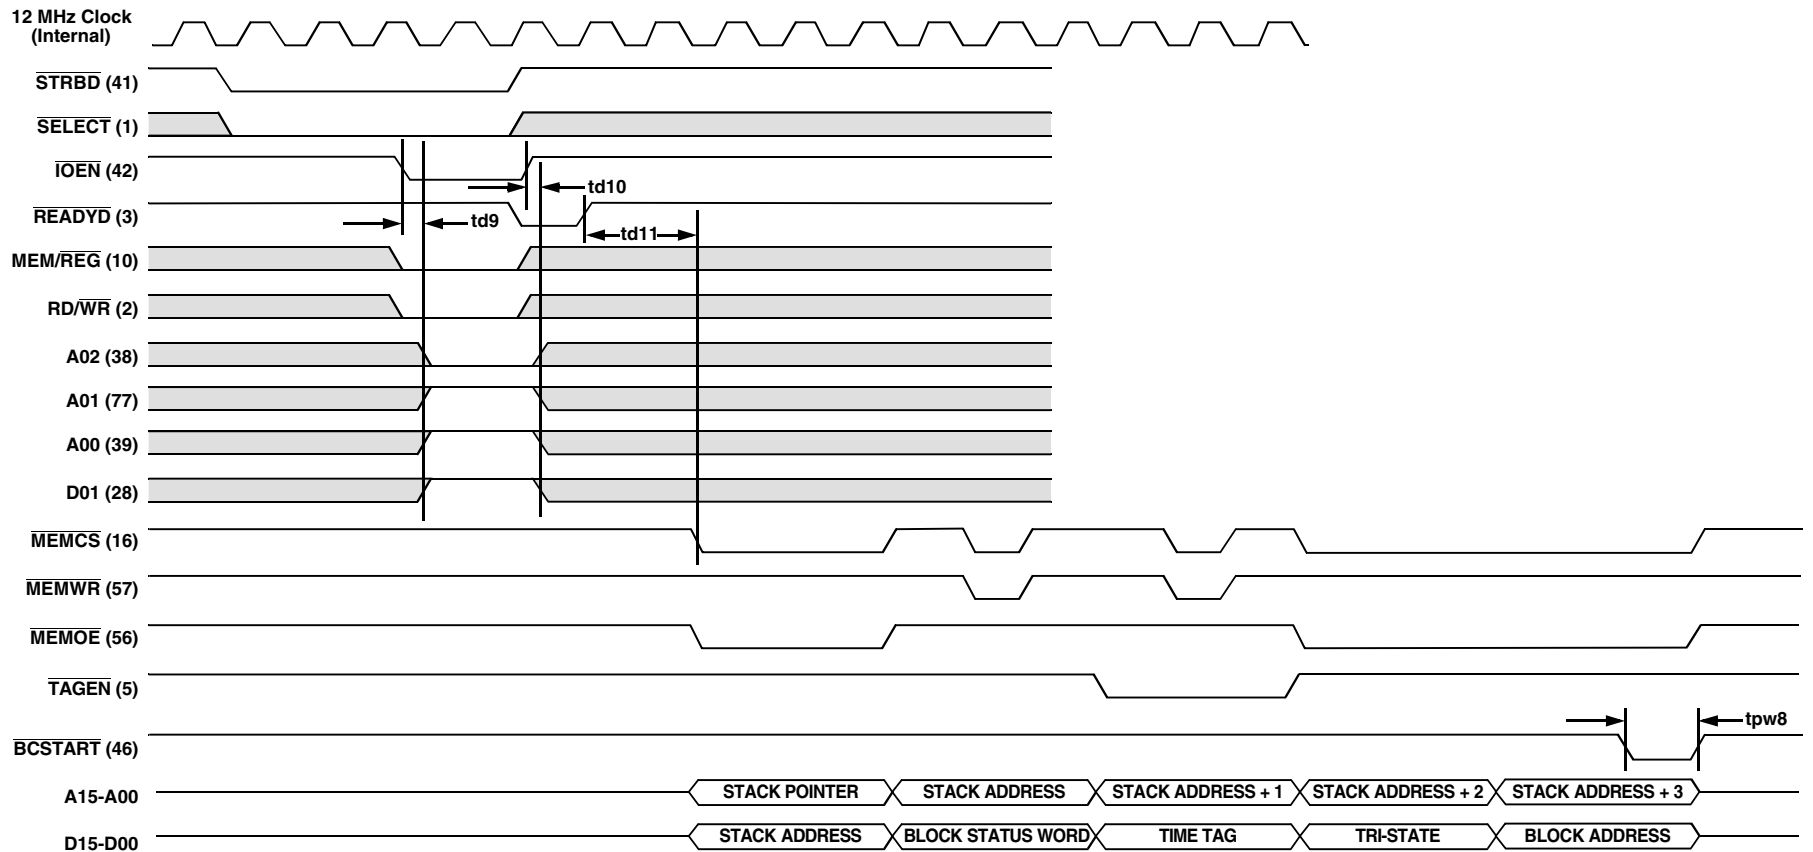 12 MHz Clock
(Internal)
STRBD (41)
SELECT (1)
IOEN (42)
td10
READYD (3)
td9
td11
MEM/REG (10)
RD/WR (2)
A02 (38)
A01 (77)
A00 (39)
D01 (28)
MEMCS (16)
MEMWR (57)
MEMOE (56)
TAGEN (5)
tpw8
BCSTART (46)
A15-A00 STACK POINTER STACK ADDRESS STACK ADDRESS + 1 STACK ADDRESS + 2 STACK ADDRESS + 3
D15-D00 STACK ADDRESS BLOCK STATUS WORD TIME TAG TRI-STATE BLOCK ADDRESS